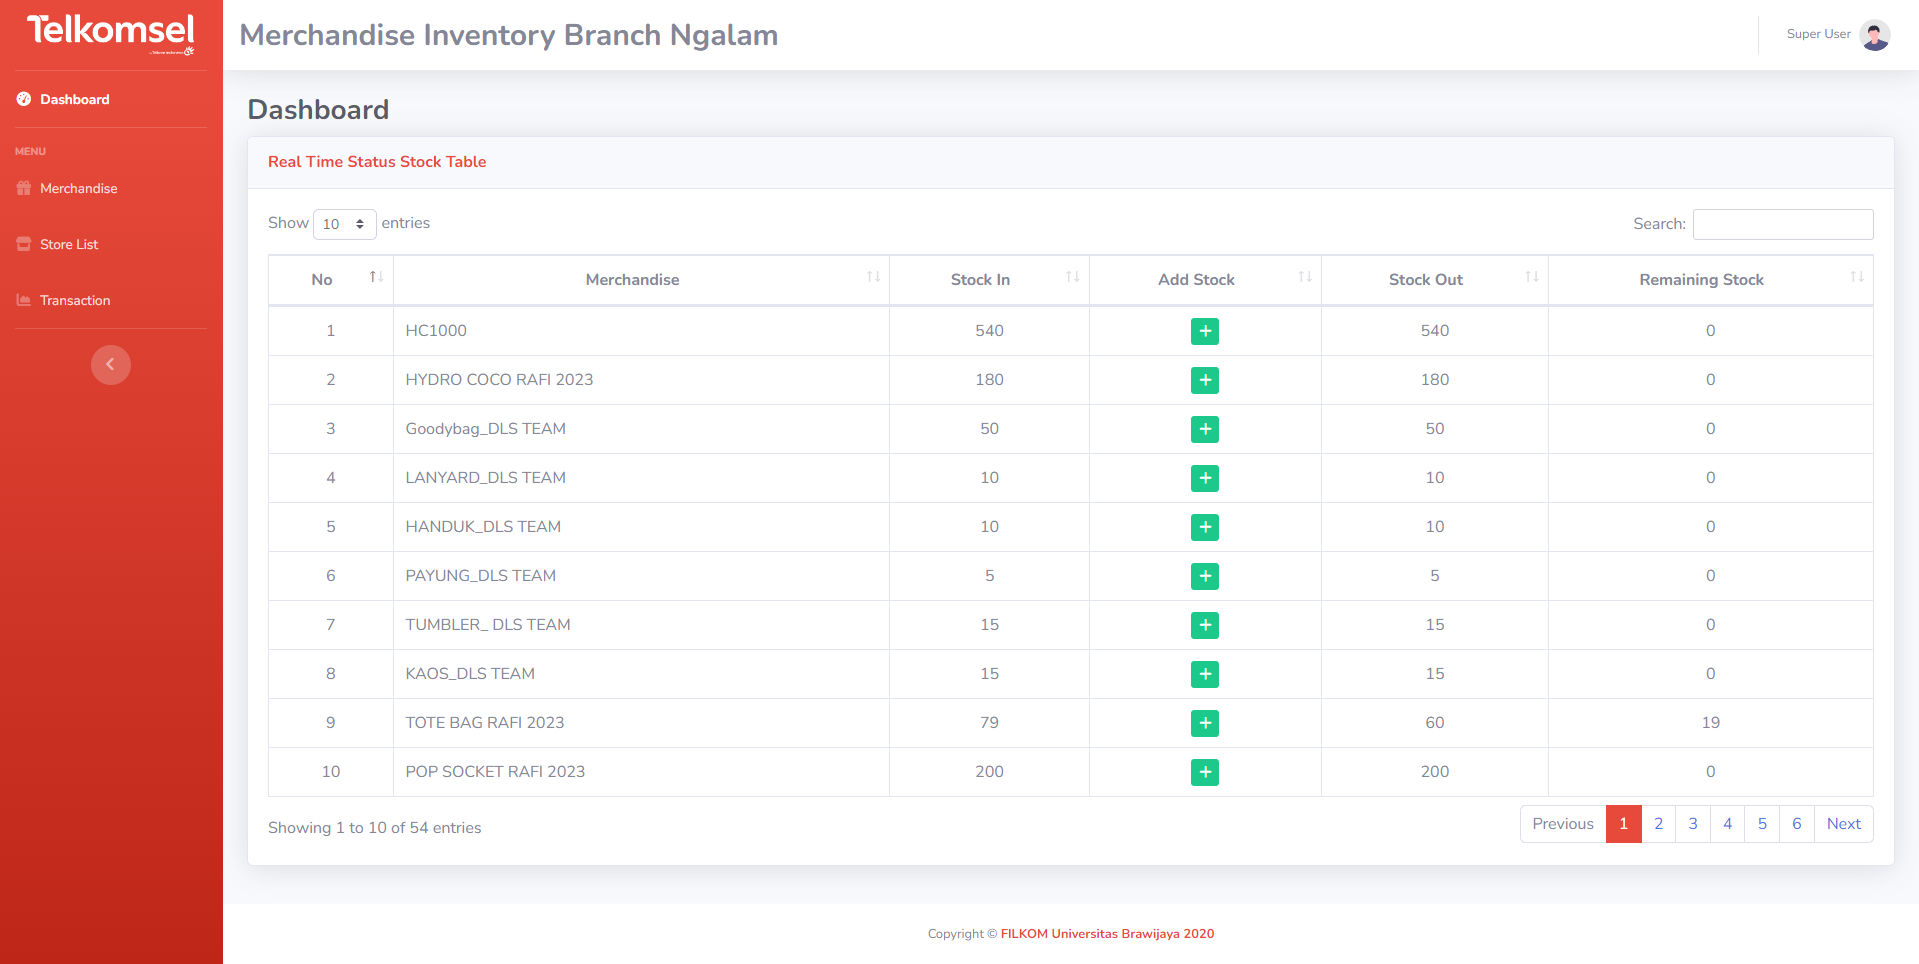 Telkomsel
Merchandise Inventory Branch Ngalam
Super User
Dashboard
MENU
Merchandise
Store List
Transaction
Dashboard
Real Time Status Stock Table
Show 10 entries
Search:
No Merchandise Stock In Add Stock Stock Out Remaining Stock
1 HC1000 540 + 540 0
2 HYDRO COCO RAFI 2023 180 + 180 0
3 Goodybag_DLS TEAM 50 + 50 0
4 LANYARD_DLS TEAM 10 + 10 0
5 HANDUK_DLS TEAM 10 + 10 0
6 PAYUNG_DLS TEAM 5 + 5 0
7 TUMBLER_ DLS TEAM 15 + 15 0
8 KAOS_DLS TEAM 15 + 15 0
9 TOTE BAG RAFI 2023 79 + 60 19
10 POP SOCKET RAFI 2023 200 + 200 0
Showing 1 to 10 of 54 entries
Previous 1 2 3 4 5 6 Next
Copyright © FILKOM Universitas Brawijaya 2020